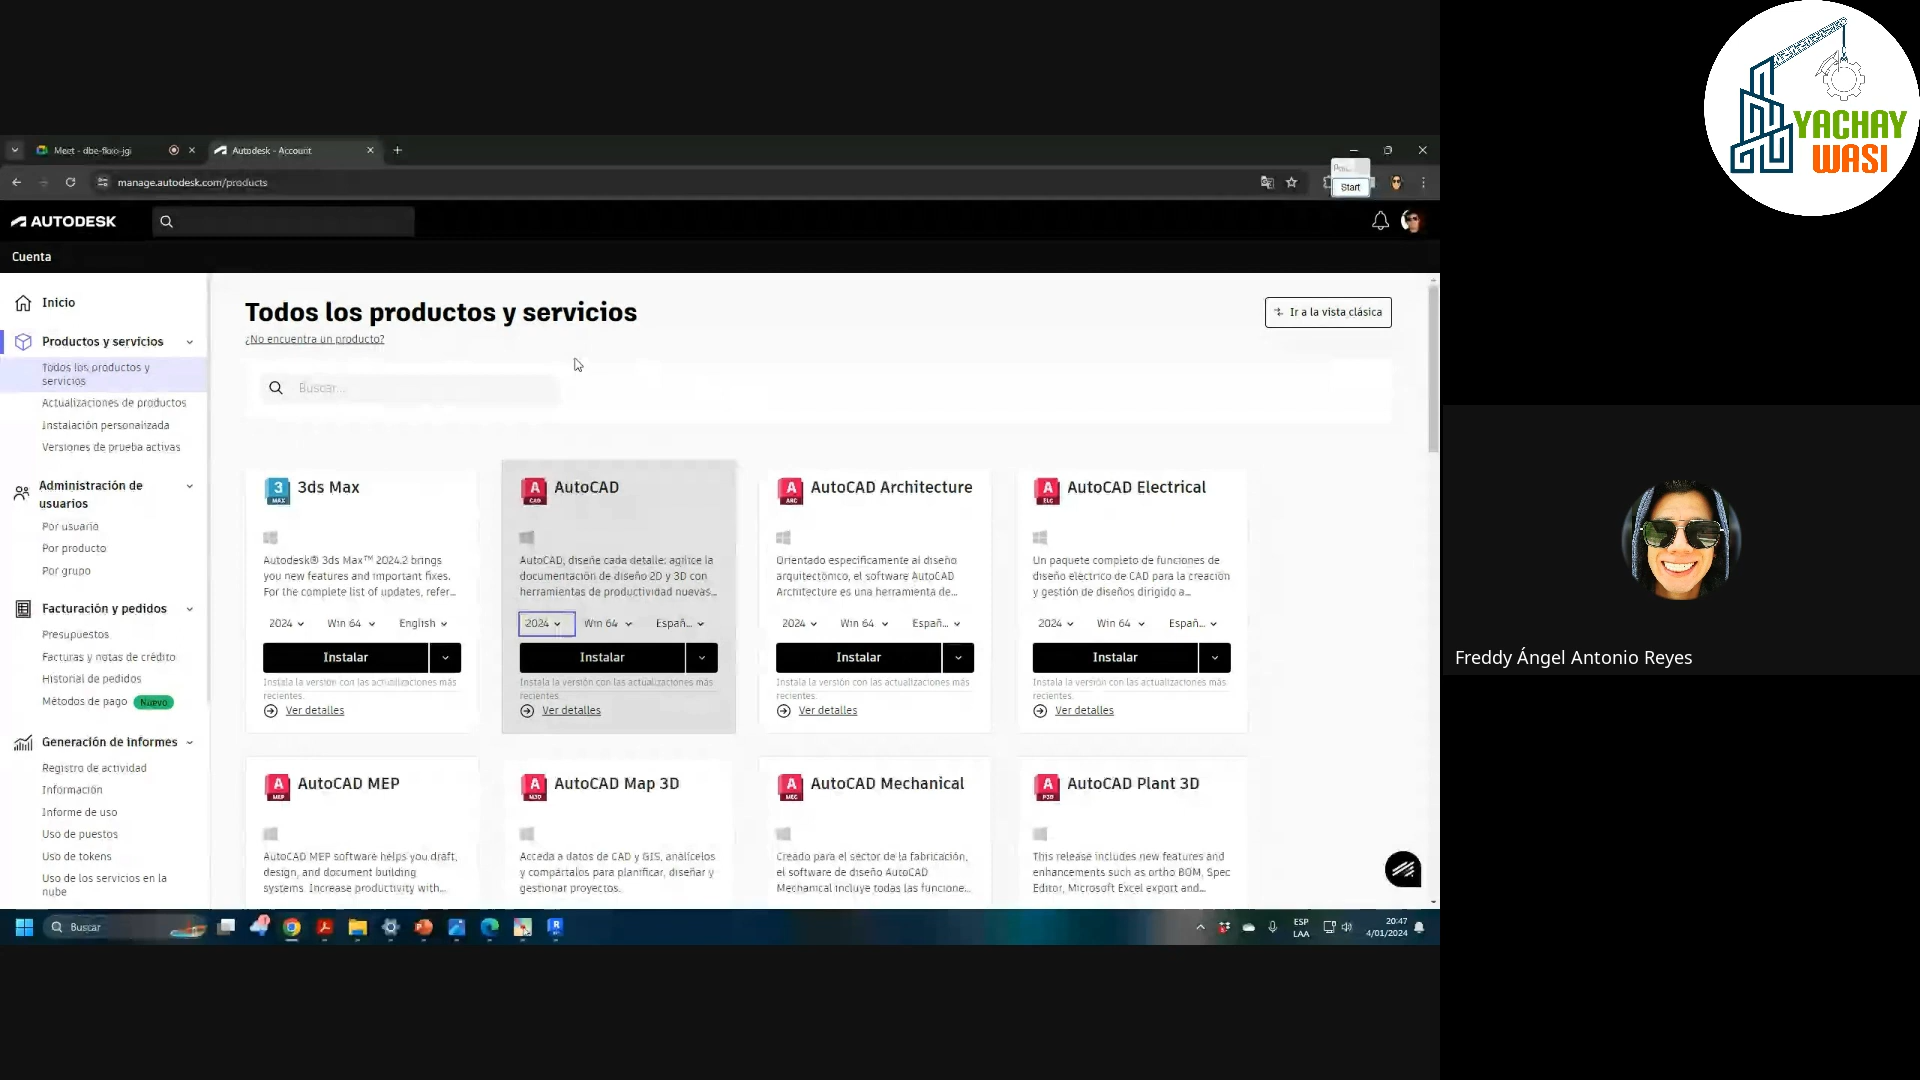 YACHAY
WASI
Meet - dbe-fkxo-jgi
Autodesk - Account
manage.autodesk.com/products
Start
AUTODESK
Cuenta
Inicio
Productos y servicios
Todos los productos y
servicios
Actualizaciones de productos
Instalación personalizada
Versiones de prueba activas
Administración de
usuarios
Por usuario
Por producto
Por grupo
Facturación y pedidos
Presupuestos
Facturas y notas de crédito
Historial de pedidos
Métodos de pago Nuevo
Generación de informes
Registro de actividad
Información
Informe de uso
Uso de puestos
Uso de tokens
Uso de los servicios en la
nube
Todos los productos y servicios
¿No encuentra un producto?
Ir a la vista clásica
Buscar...
3ds Max
Autodesk® 3ds Max™ 2024.2 brings
you new features and important fixes.
For the complete list of updates, refer...
2024 Win 64 English
Instalar
Instala la versión con las actualizaciones más
recientes.
Ver detalles
AutoCAD
AutoCAD, diseñe cada detalle: agilice la
documentación de diseño 2D y 3D con
herramientas de productividad nuevas...
2024 Win 64 Españ...
Instalar
Instala la versión con las actualizaciones más
recientes.
Ver detalles
AutoCAD Architecture
Orientado específicamente al diseño
arquitectónico, el software AutoCAD
Architecture es una herramienta de...
2024 Win 64 Españ...
Instalar
Instala la versión con las actualizaciones más
recientes.
Ver detalles
AutoCAD Electrical
Un paquete completo de funciones de
diseño eléctrico de CAD para la creación
y gestión de diseños dirigido a...
2024 Win 64 Españ...
Instalar
Instala la versión con las actualizaciones más
recientes.
Ver detalles
AutoCAD MEP
AutoCAD MEP software helps you draft,
design, and document building
systems. Increase productivity with...
AutoCAD Map 3D
Acceda a datos de CAD y GIS, analícelos
y compártalos para planificar, diseñar y
gestionar proyectos.
AutoCAD Mechanical
Creado para el sector de la fabricación,
el software de diseño AutoCAD
Mechanical incluye todas las funcione...
AutoCAD Plant 3D
This release includes new features and
enhancements such as ortho BOM, Spec
Editor, Microsoft Excel export and...
Buscar
ESP
LAA
20:47
4/01/2024
Freddy Ángel Antonio Reyes